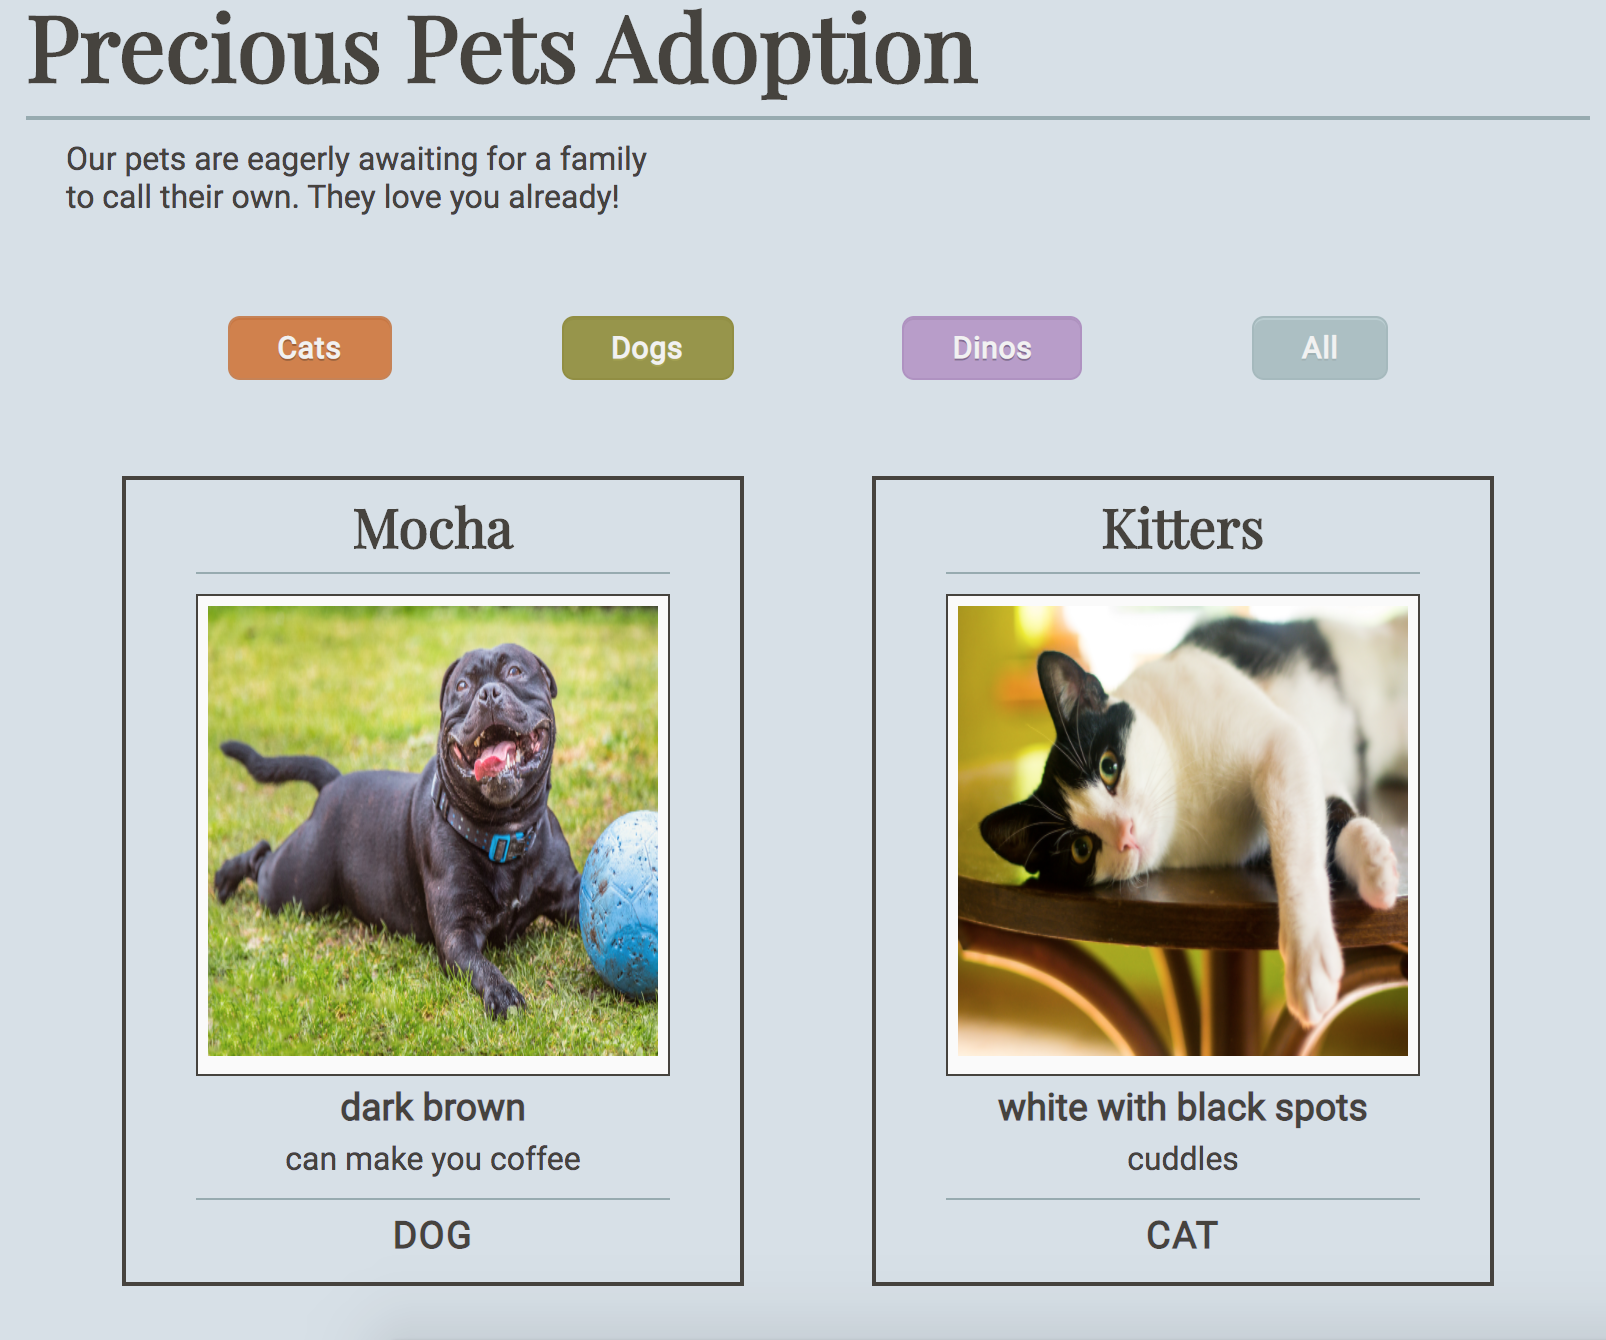 Precious Pets Adoption
Our pets are eagerly awaiting for a family
to call their own. They love you already!
Cats
Dogs
Dinos
All
Mocha
dark brown
can make you coffee
DOG
Kitters
white with black spots
cuddles
CAT